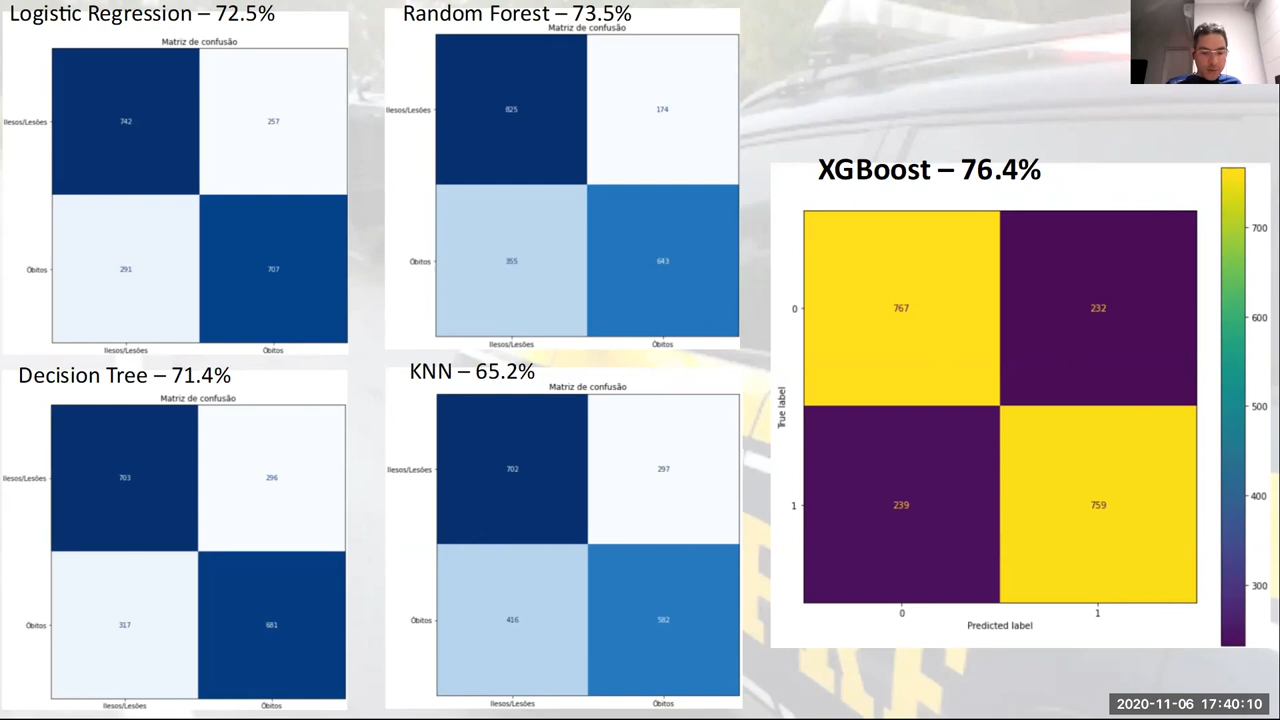 Logistic Regression – 72.5%
Matriz de confusão
Ilesos/Lesões
742
257
Óbitos
291
707
Ilesos/Lesões
Óbitos
Random Forest – 73.5%
Matriz de confusão
Ilesos/Lesões
825
174
Óbitos
355
643
Ilesos/Lesões
Óbitos
Decision Tree – 71.4%
Matriz de confusão
Ilesos/Lesões
703
296
Óbitos
317
681
Ilesos/Lesões
Óbitos
KNN – 65.2%
Matriz de confusão
Ilesos/Lesões
702
297
Óbitos
416
582
Ilesos/Lesões
Óbitos
XGBoost – 76.4%
True label
0
767
232
1
239
759
0
1
Predicted label
700
600
500
400
300
2020-11-06 17:40:10